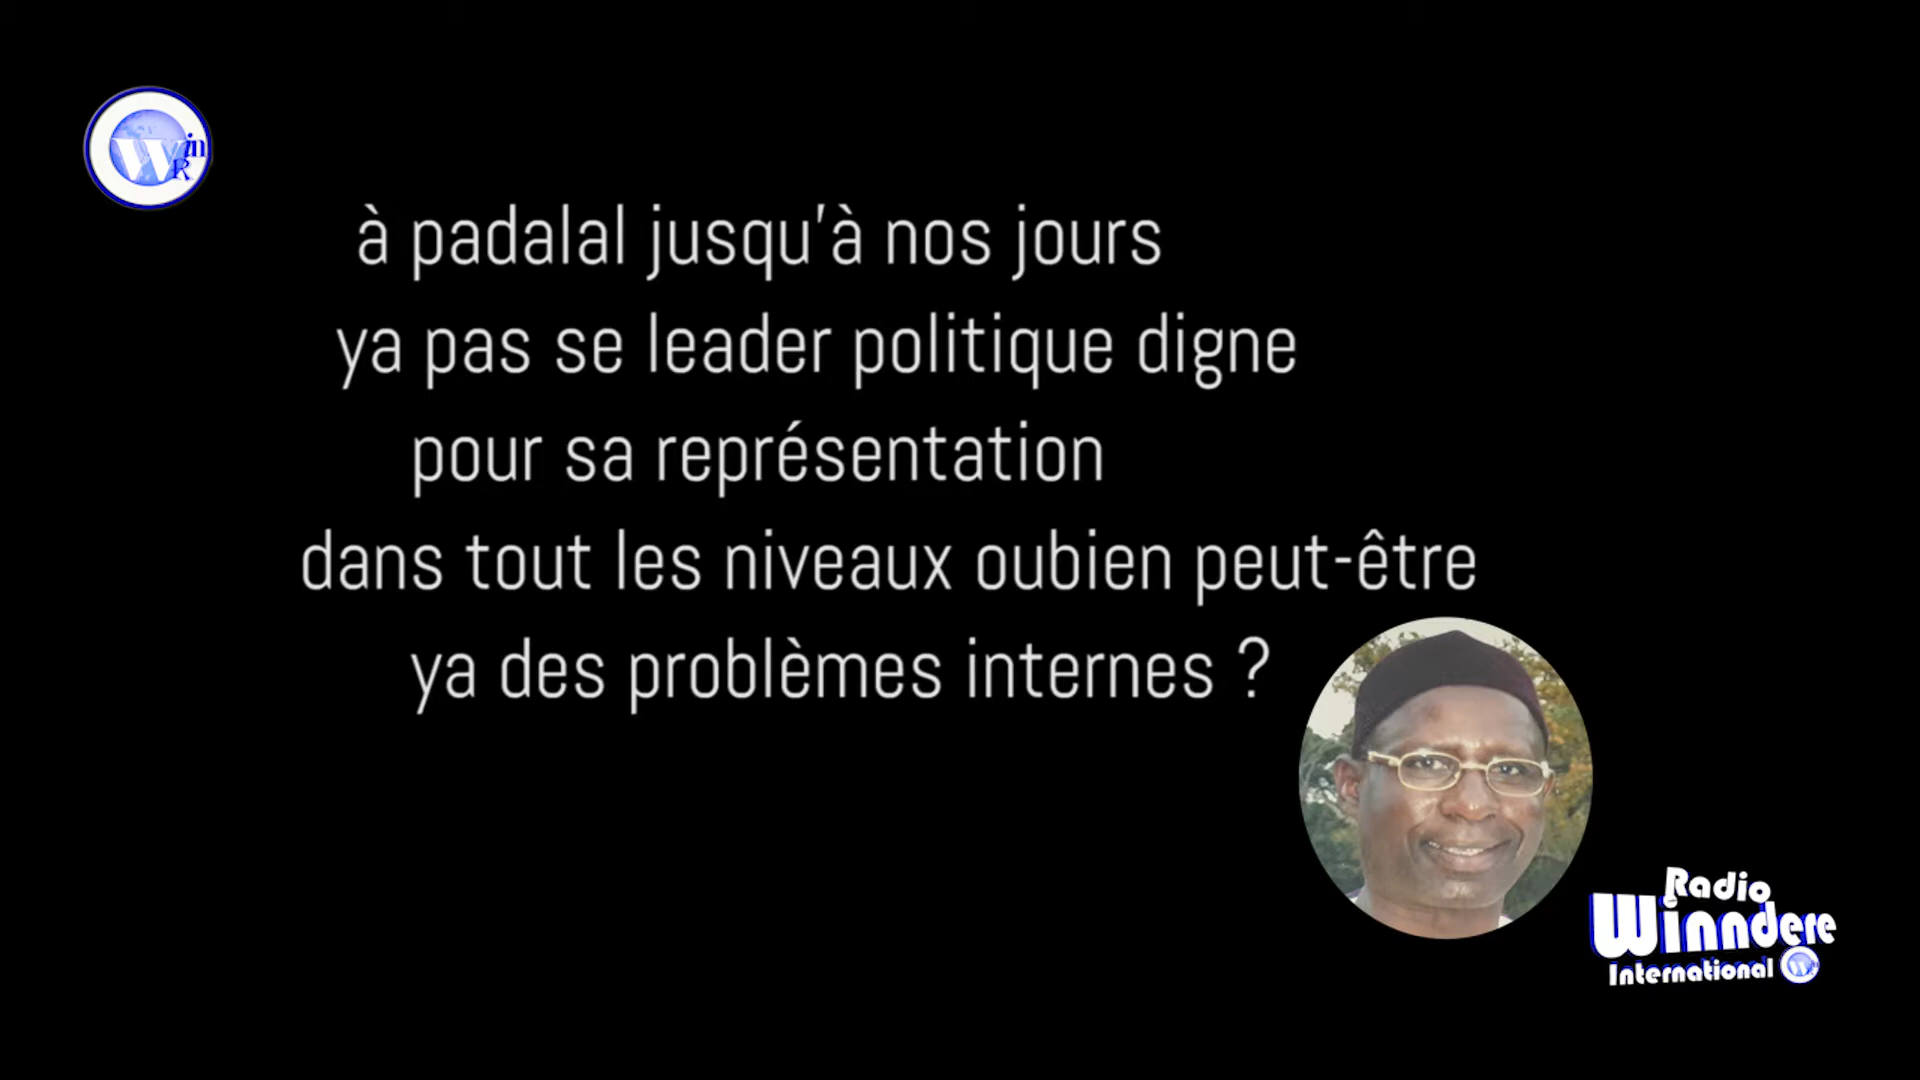 W in R
à padalal jusqu'à nos jours
ya pas se leader politique digne
pour sa représentation
dans tout les niveaux oubien peut-être
ya des problèmes internes ?
Radio
Winndere
International